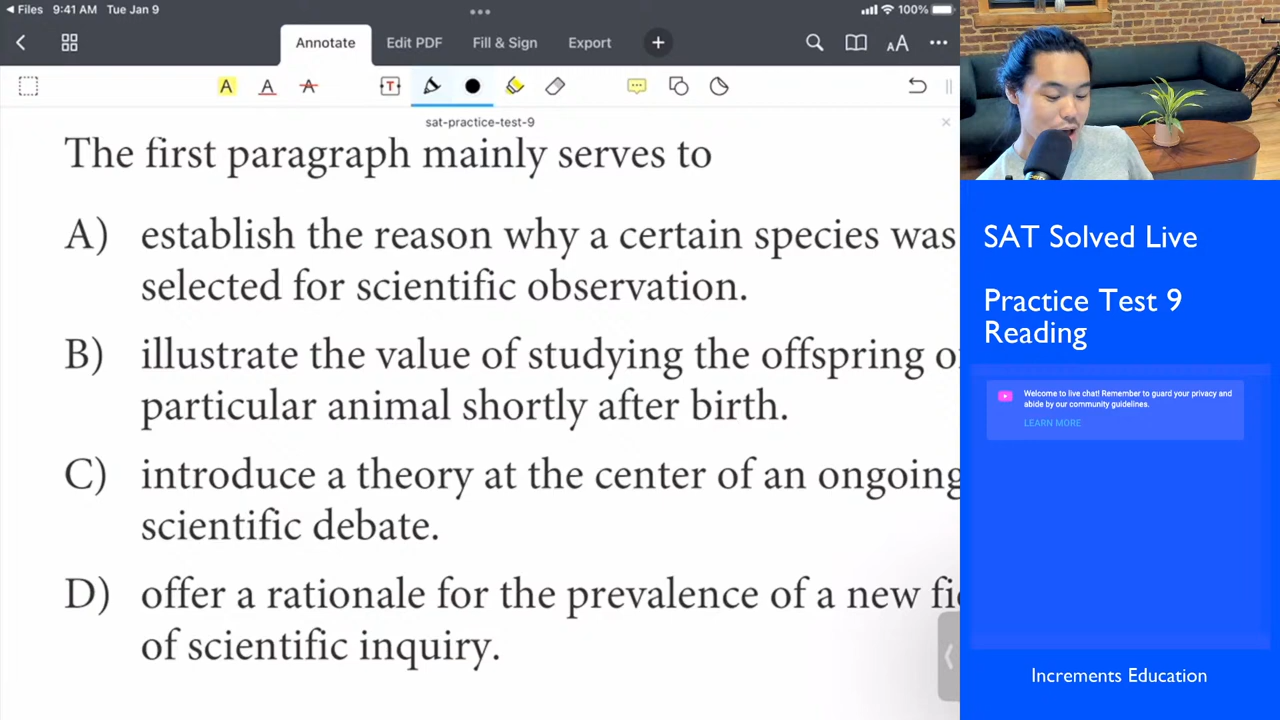 Files 9:41 AM Tue Jan 9
100%
Annotate Edit PDF Fill & Sign Export
A A A T AA
sat-practice-test-9
The first paragraph mainly serves to
A) establish the reason why a certain species was
selected for scientific observation.
B) illustrate the value of studying the offspring
particular animal shortly after birth.
C) introduce a theory at the center of an ongoing
scientific debate.
D) offer a rationale for the prevalence of a new
of scientific inquiry.
SAT Solved Live
Practice Test 9
Reading
Welcome to live chat! Remember to guard your privacy and
abide by our community guidelines.
LEARN MORE
Increments Education